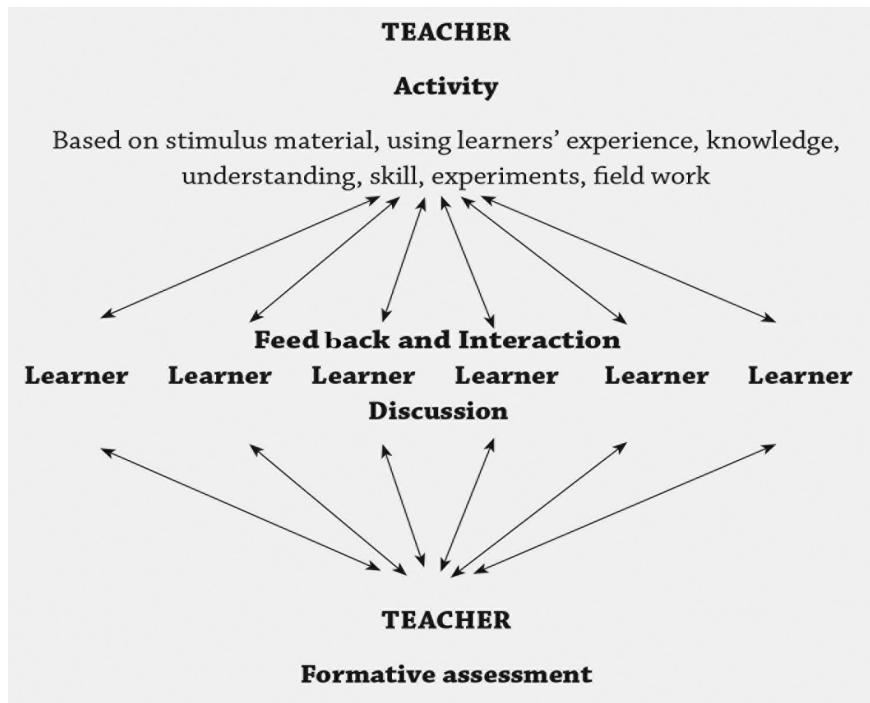 TEACHER
Activity
Based on stimulus material, using learners’ experience, knowledge,
understanding, skill, experiments, field work
Feed back and Interaction
Learner Learner Learner Learner Learner Learner
Discussion
TEACHER
Formative assessment